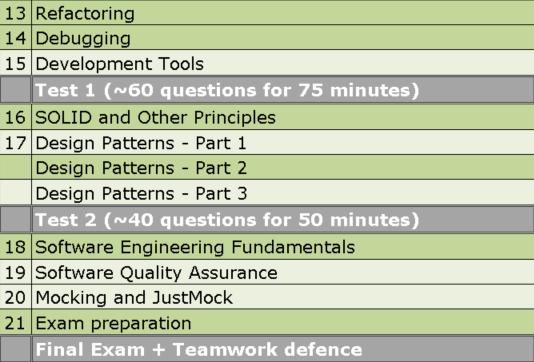 13 Refactoring
14 Debugging
15 Development Tools
Test 1 (~60 questions for 75 minutes)
16 SOLID and Other Principles
17 Design Patterns - Part 1
Design Patterns - Part 2
Design Patterns - Part 3
Test 2 (~40 questions for 50 minutes)
18 Software Engineering Fundamentals
19 Software Quality Assurance
20 Mocking and JustMock
21 Exam preparation
Final Exam + Teamwork defence